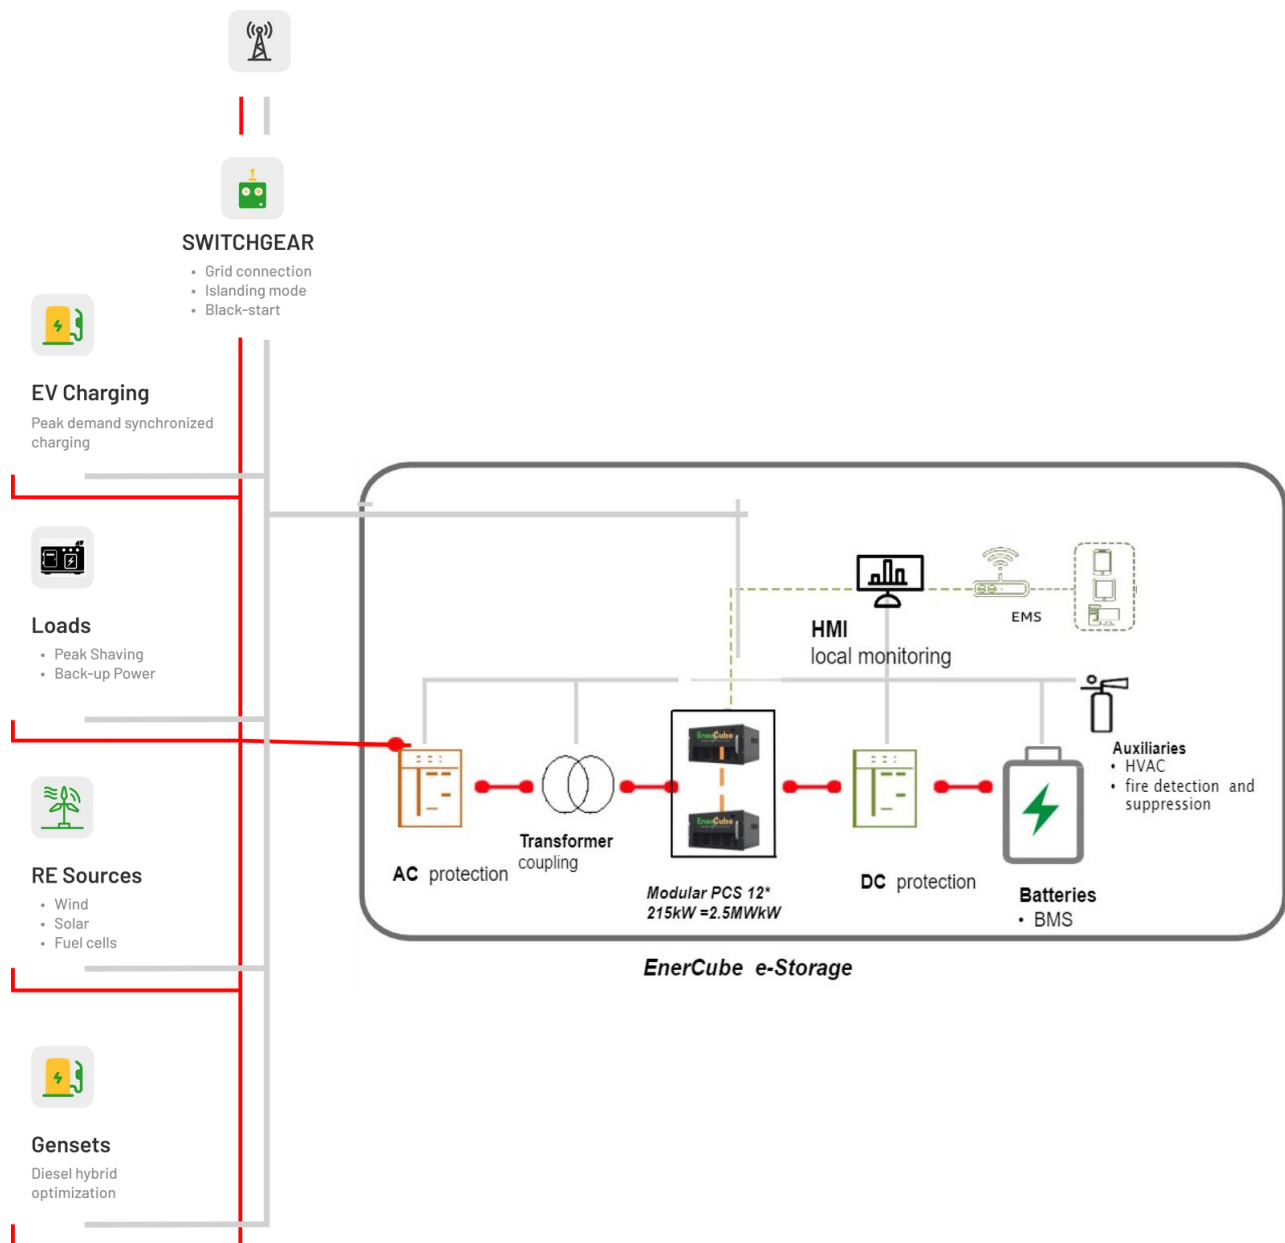 SWITCHGEAR
• Grid connection
• Islanding mode
• Black-start
EV Charging
Peak demand synchronized
charging
Loads
• Peak Shaving
• Back-up Power
RE Sources
• Wind
• Solar
• Fuel cells
Gensets
Diesel hybrid
optimization
HMI
local monitoring
EMS
AC protection
Transformer
coupling
EnerCube
EnerCube
Modular PCS 12*
215kW =2.5MWkW
DC protection
Batteries
• BMS
Auxiliaries
• HVAC
• fire detection and
suppression
EnerCube e-Storage